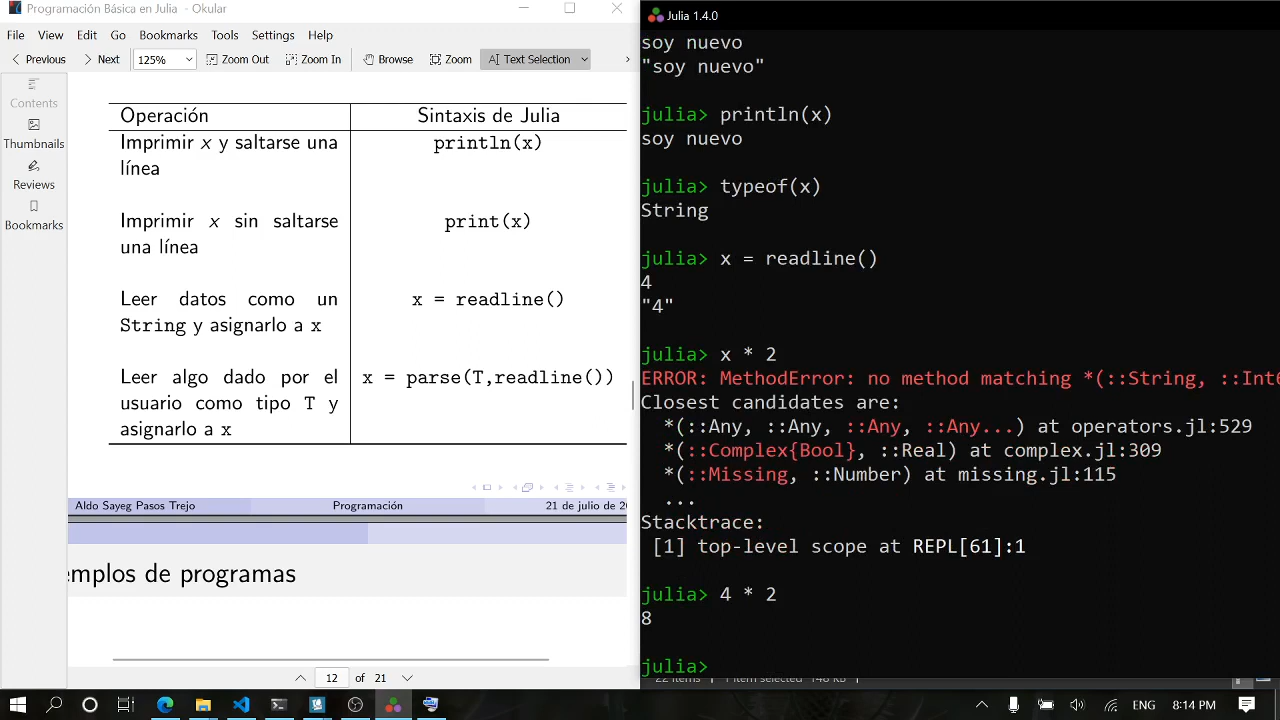 Programación Básica en Julia - Okular
File View Edit Go Bookmarks Tools Settings Help
Previous Next 125% Zoom Out Zoom In Browse Zoom Text Selection
Contents
Thumbnails
Reviews
Bookmarks
Operación Sintaxis de Julia
Imprimir x y saltarse una println(x)
línea
Imprimir x sin saltarse print(x)
una línea
Leer datos como un x = readline()
String y asignarlo a x
Leer algo dado por el x = parse(T,readline())
usuario como tipo T y
asignarlo a x
Aldo Sayeg Pasos Trejo Programación 21 de julio de 20
emplos de programas
12 of 21
Julia 1.4.0
soy nuevo
"soy nuevo"
julia> println(x)
soy nuevo
julia> typeof(x)
String
julia> x = readline()
4
"4"
julia> x * 2
ERROR: MethodError: no method matching *(::String, ::Int6
Closest candidates are:
*(::Any, ::Any, ::Any, ::Any...) at operators.jl:529
*(::Complex{Bool}, ::Real) at complex.jl:309
*(::Missing, ::Number) at missing.jl:115
...
Stacktrace:
[1] top-level scope at REPL[61]:1
julia> 4 * 2
8
julia>
ENG 8:14 PM